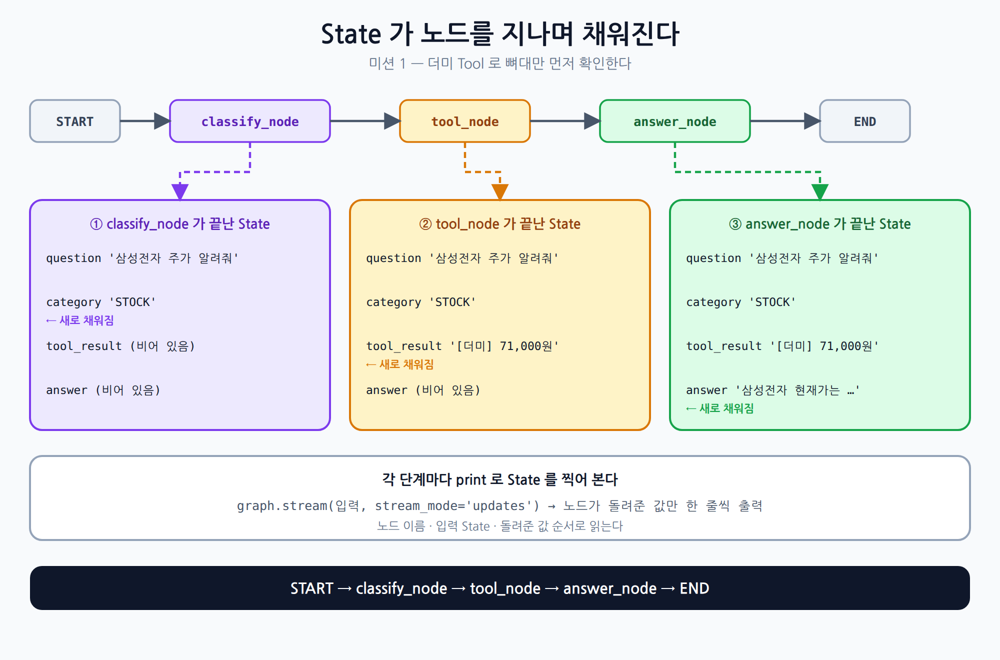 State 가 노드를 지나며 채워진다
미션 1 — 더미 Tool 로 뼈대만 먼저 확인한다
START
classify_node
tool_node
answer_node
END
① classify_node 가 끝난 State
question '삼성전자 주가 알려줘'
category 'STOCK'
← 새로 채워짐
tool_result (비어 있음)
answer (비어 있음)
② tool_node 가 끝난 State
question '삼성전자 주가 알려줘'
category 'STOCK'
tool_result '[더미] 71,000원'
← 새로 채워짐
answer (비어 있음)
③ answer_node 가 끝난 State
question '삼성전자 주가 알려줘'
category 'STOCK'
tool_result '[더미] 71,000원'
answer '삼성전자 현재가는 …'
← 새로 채워짐
각 단계마다 print 로 State 를 찍어 본다
graph.stream(입력, stream_mode='updates') → 노드가 돌려준 값만 한 줄씩 출력
노드 이름 · 입력 State · 돌려준 값 순서로 읽는다
START → classify_node → tool_node → answer_node → END